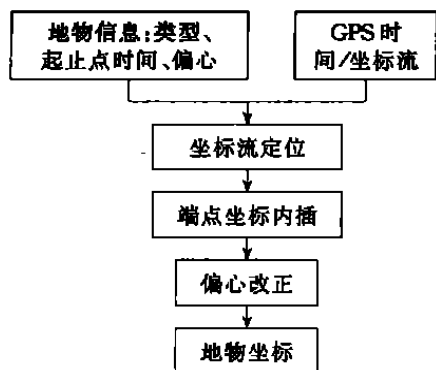 地物信息:类型、
起止点时间、偏心
GPS时
间/坐标流
坐标流定位
端点坐标内插
偏心改正
地物坐标